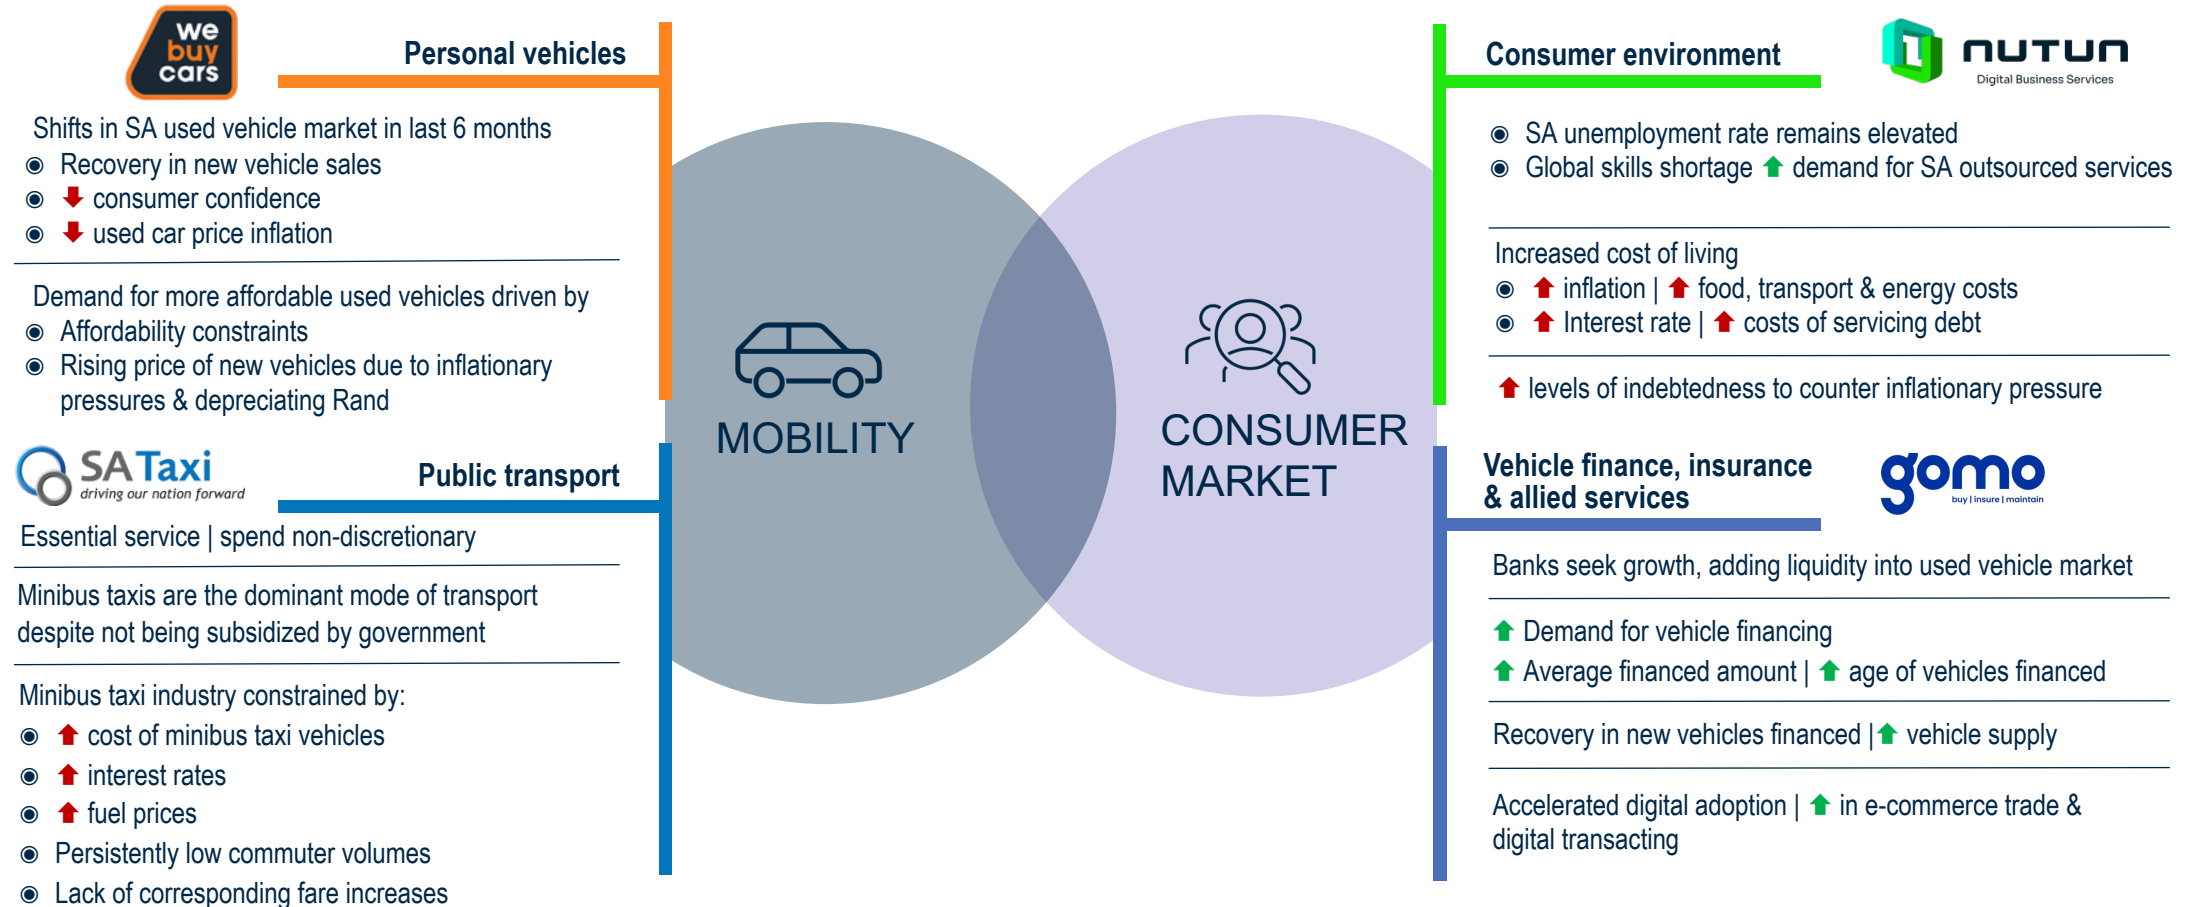 we
buy
cars
Personal vehicles
Shifts in SA used vehicle market in last 6 months
◉ Recovery in new vehicle sales
◉ ⬇ consumer confidence
◉ ⬇ used car price inflation
Demand for more affordable used vehicles driven by
◉ Affordability constraints
◉ Rising price of new vehicles due to inflationary
pressures & depreciating Rand
SA Taxi
driving our nation forward
Public transport
Essential service | spend non-discretionary
Minibus taxis are the dominant mode of transport
despite not being subsidized by government
Minibus taxi industry constrained by:
◉ ⬆ cost of minibus taxi vehicles
◉ ⬆ interest rates
◉ ⬆ fuel prices
◉ Persistently low commuter volumes
◉ Lack of corresponding fare increases
MOBILITY
CONSUMER
MARKET
Consumer environment
nutun
Digital Business Services
◉ SA unemployment rate remains elevated
◉ Global skills shortage ⬆ demand for SA outsourced services
Increased cost of living
◉ ⬆ inflation | ⬆ food, transport & energy costs
◉ ⬆ Interest rate | ⬆ costs of servicing debt
⬆ levels of indebtedness to counter inflationary pressure
Vehicle finance, insurance
& allied services
gomo
buy | insure | maintain
Banks seek growth, adding liquidity into used vehicle market
⬆ Demand for vehicle financing
⬆ Average financed amount | ⬆ age of vehicles financed
Recovery in new vehicles financed | ⬆ vehicle supply
Accelerated digital adoption | ⬆ in e-commerce trade &
digital transacting